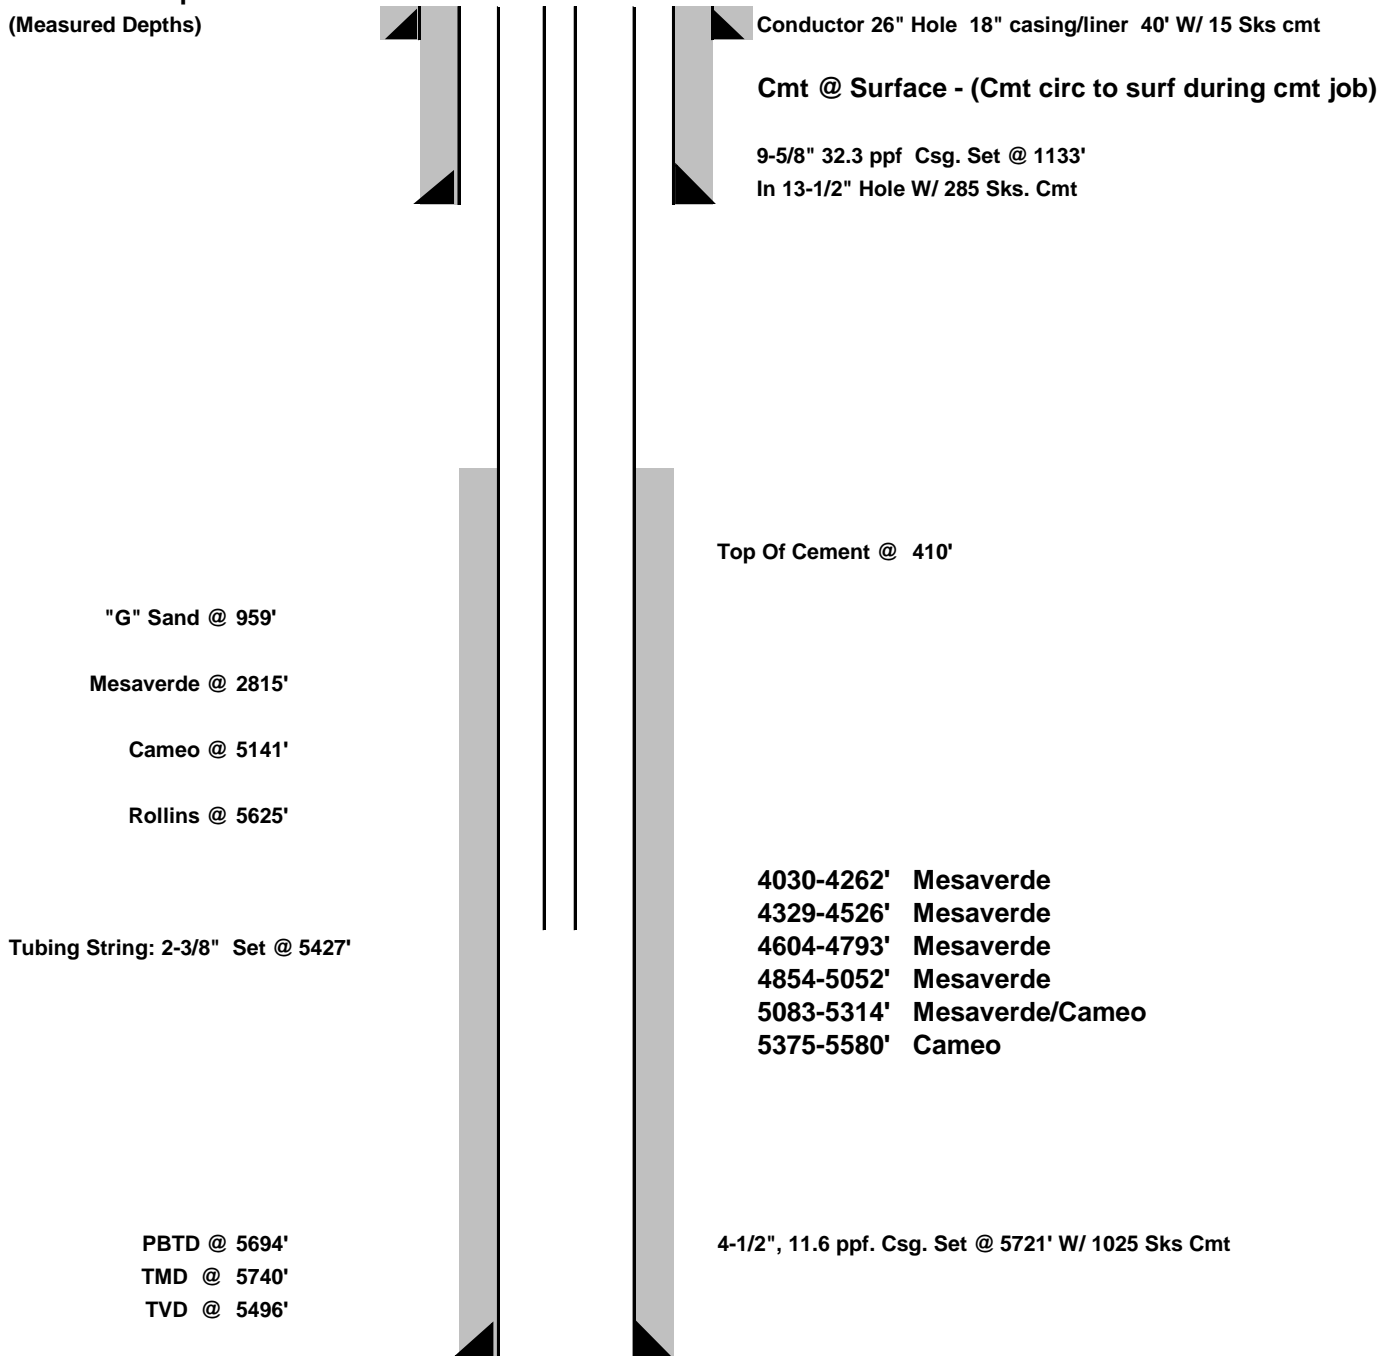 (Measured Depths)
Conductor 26" Hole 18" casing/liner 40' W/ 15 Sks cmt
Cmt @ Surface - (Cmt circ to surf during cmt job)
9-5/8" 32.3 ppf Csg. Set @ 1133'
In 13-1/2" Hole W/ 285 Sks. Cmt
Top Of Cement @ 410'
"G" Sand @ 959'
Mesaverde @ 2815'
Cameo @ 5141'
Rollins @ 5625'
4030-4262' Mesaverde
4329-4526' Mesaverde
4604-4793' Mesaverde
4854-5052' Mesaverde
5083-5314' Mesaverde/Cameo
5375-5580' Cameo
Tubing String: 2-3/8" Set @ 5427'
PBTD @ 5694'
TMD @ 5740'
TVD @ 5496'
4-1/2", 11.6 ppf. Csg. Set @ 5721' W/ 1025 Sks Cmt